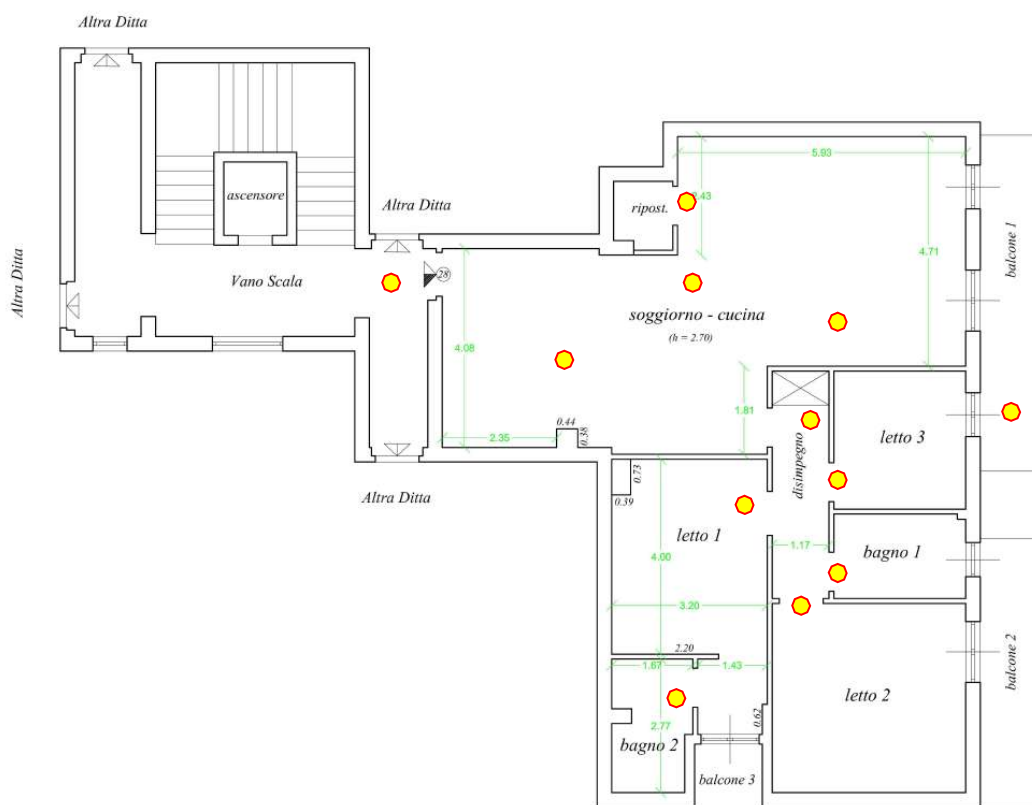 Altra Ditta
5.93
ascensore
ripost.
Altra Ditta
balcone 1
4.71
Altra Ditta
Vano Scala
28
soggiorno - cucina
(h = 2.70)
4.08
1.81
0.44
0.38
2.35
letto 3
disimpegno
0.73
0.39
Altra Ditta
letto 1
1.17
bagno 1
4.00
3.20
2.20
1.67
1.43
balcone 2
0.62
letto 2
2.77
bagno 2
balcone 3